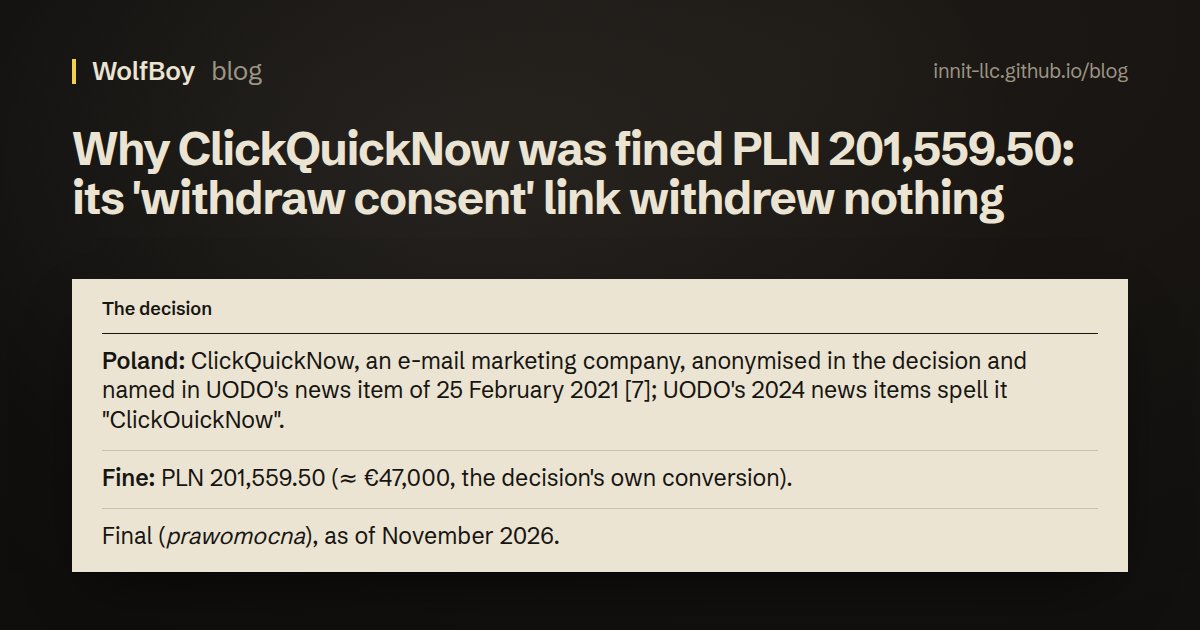 WolfBoy blog
innit-llc.github.io/blog
Why ClickQuickNow was fined PLN 201,559.50:
its 'withdraw consent' link withdrew nothing
The decision
Poland: ClickQuickNow, an e-mail marketing company, anonymised in the decision and
named in UODO's news item of 25 February 2021 [7]; UODO's 2024 news items spell it
"ClickOuickNow".
Fine: PLN 201,559.50 (≈ €47,000, the decision's own conversion).
Final (prawomocna), as of November 2026.